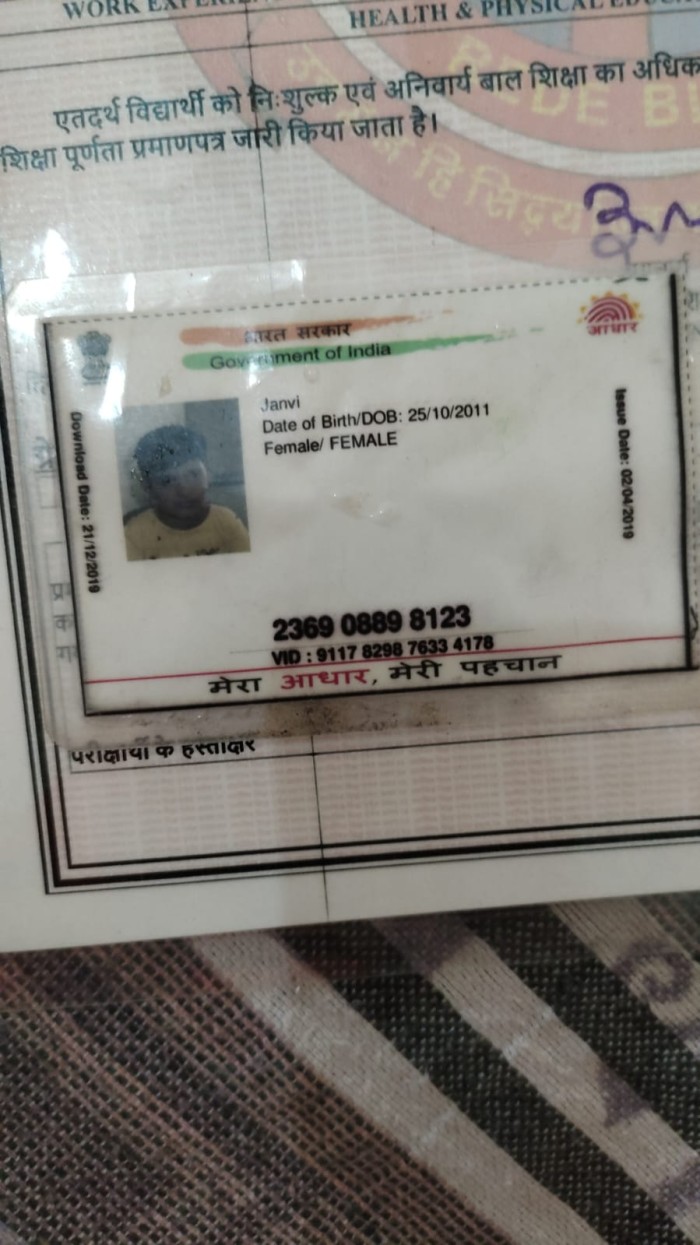 HEALTH & PHYSICAL
एतदर्थ विद्यार्थी को निःशुल्क एवं अनिवार्य बाल शिक्षा का अधिक
शिक्षा पूर्णता प्रमाणपत्र जारी किया जाता है।
भारत सरकार
Government of India
आधार
Janvi
Date of Birth/DOB: 25/10/2011
Female/ FEMALE
Download Date: 21/12/2019
Issue Date: 02/04/2019
2369 0889 8123
VID : 9117 8298 7633 4178
मेरा आधार, मेरी पहचान
परीक्षार्थी के हस्ताक्षर